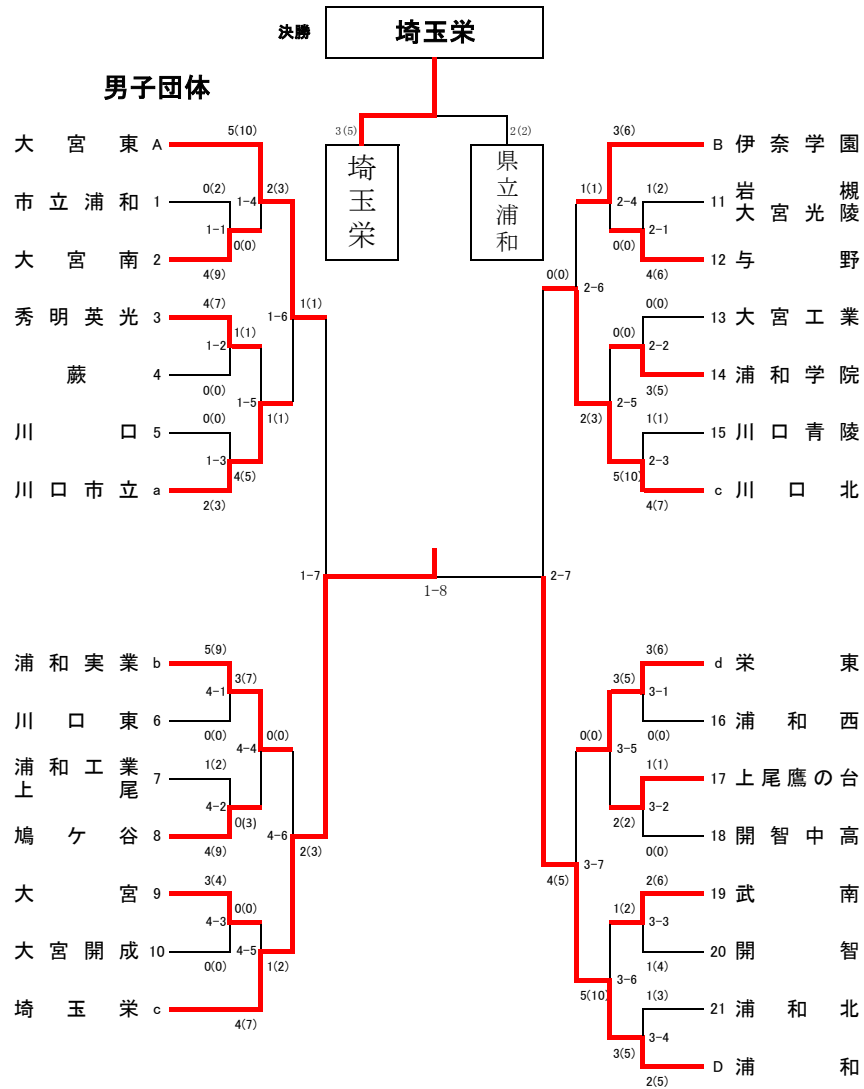 決勝 埼玉栄
男子団体
3(5) 2(2)
埼玉栄 県立浦和
大宮東 A 5(10)
市立浦和 1 0(2)
1-4 2(3)
1-1 0(0)
大宮南 2 4(9)
秀明英光 3 4(7)
1-2 1(1)
1-6 1(1)
蕨 4 0(0)
川口 5 0(0)
1-5 1(1)
1-3 4(5)
川口市立 a 2(3)
1-7
浦和実業 b 5(9)
4-1 3(7)
川口東 6 0(0)
4-4 0(0)
浦和工業
上尾 7 1(2)
4-2 0(3)
鳩ケ谷 8 4(9)
4-6 2(3)
大宮 9 3(4)
4-3 0(0)
大宮開成 10 0(0)
4-5 1(2)
埼玉栄 c 4(7)
1-8
3(6) B 伊奈学園
1(1) 2-4
1(2) 11 岩槻
大宮光陵
0(0) 2-1
4(6) 12 与野
0(0) 2-6
0(0) 13 大宮工業
0(0) 2-2
3(5) 14 浦和学院
2(3) 2-5
1(1) 15 川口青陵
5(10) 2-3
4(7) c 川口北
2-7
3(6) d 栄東
3(5) 3-1
0(0) 16 浦和西
0(0) 3-5
1(1) 17 上尾鷹の台
2(2) 3-2
0(0) 18 開智中高
4(5) 3-7
2(6) 19 武南
1(2) 3-3
1(4) 20 開智
5(10) 3-6
1(3) 21 浦和北
3(5) 3-4
2(5) D 浦和